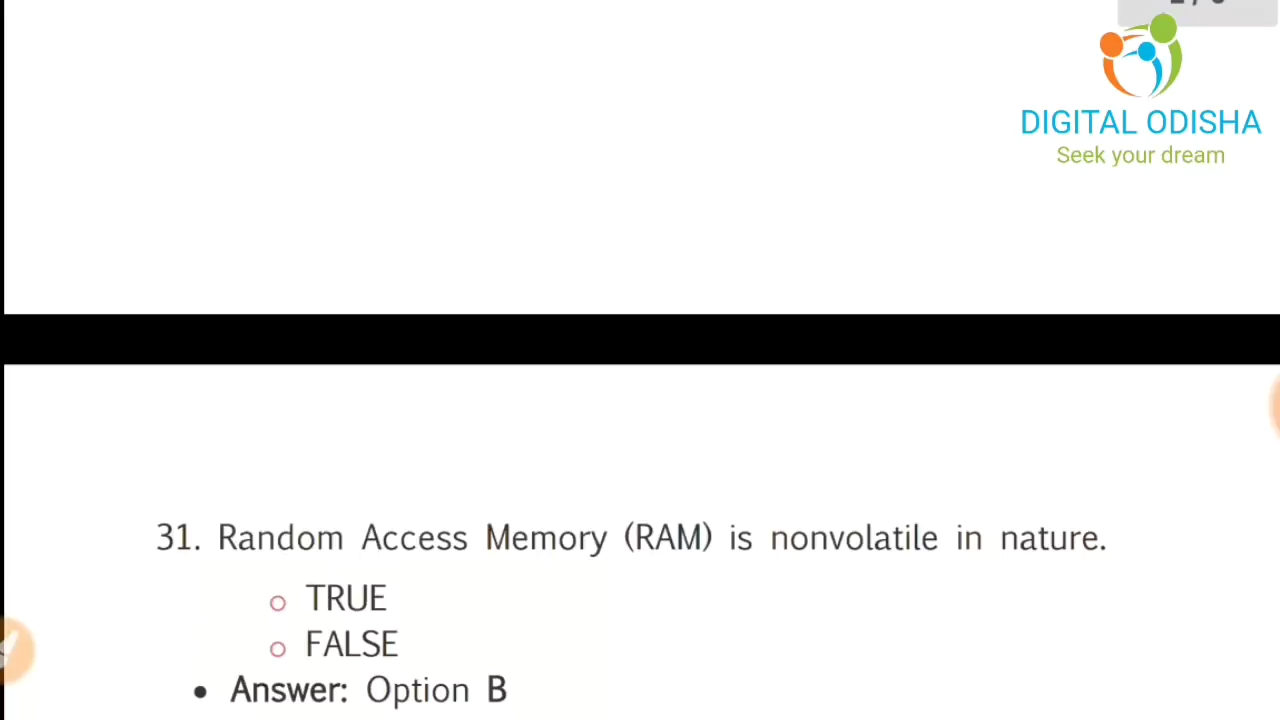 DIGITAL ODISHA
Seek your dream
31. Random Access Memory (RAM) is nonvolatile in nature.
TRUE
FALSE
Answer: Option B